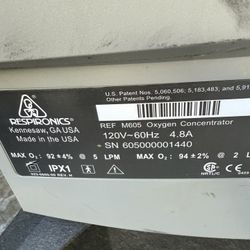 U.S. Patent Nos. 5,060,506; 5,183,483; and 5,91
Other Patents Pending.
RESPIRONICS®
Kennesaw, GA USA
Made in the USA
REF M605 Oxygen Concentrator
120V~60Hz 4.8A
SN 605000001440
IPX1
MAX O₂: 92±4% @ 5 LPM
MAX O₂: 94±2% @ 2 L
NRTL/C